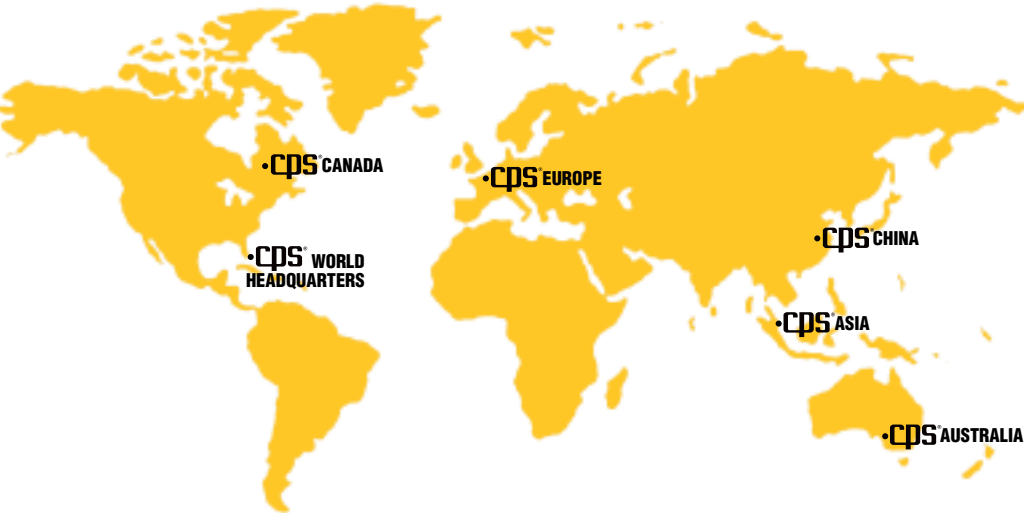 cps® CANADA
cps® EUROPE
cps® CHINA
cps® WORLD
HEADQUARTERS
cps® ASIA
cps® AUSTRALIA